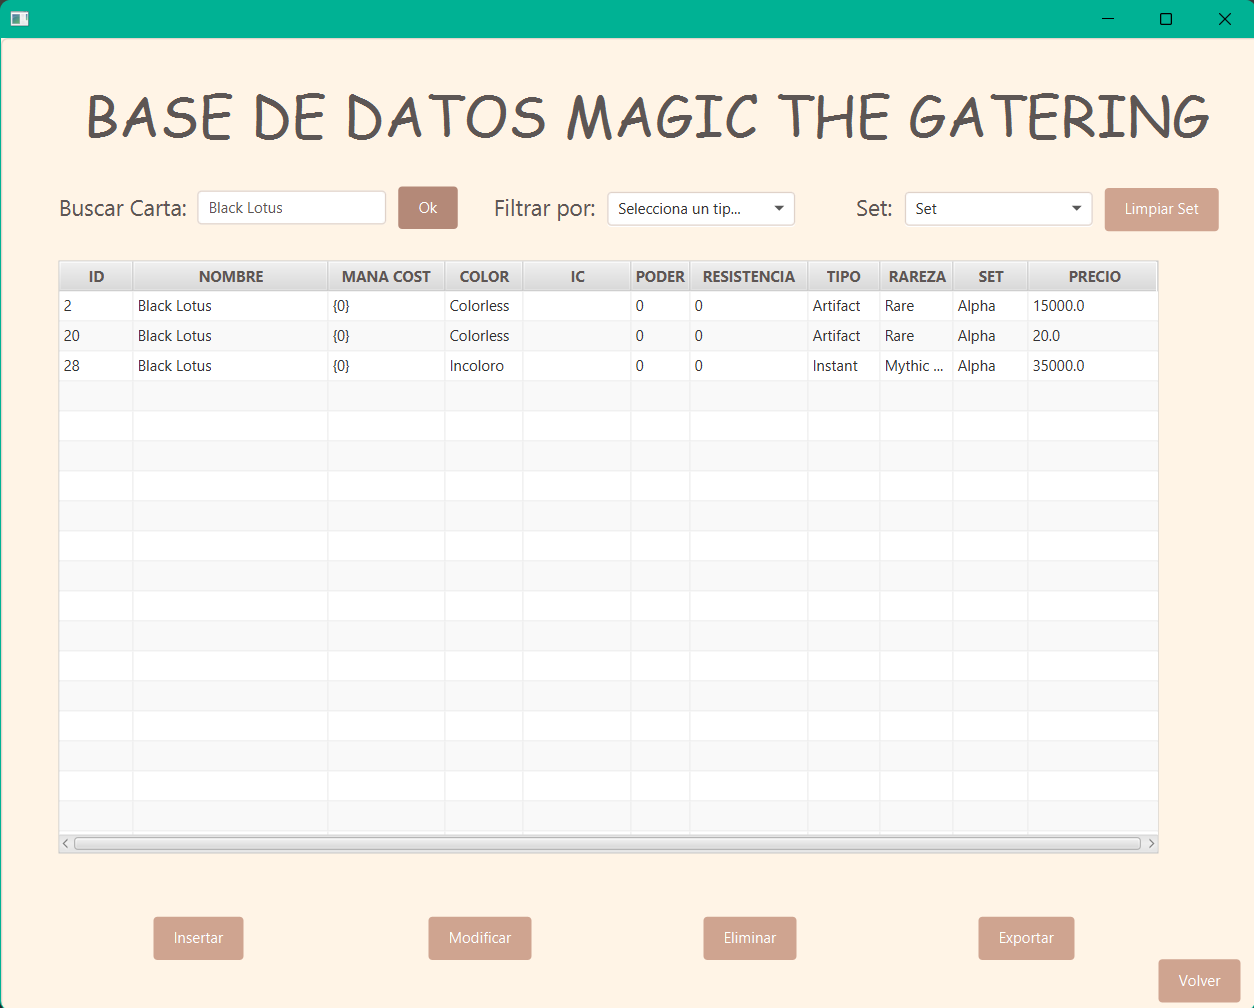 BASE DE DATOS MAGIC THE GATERING
Buscar Carta: Black Lotus Ok Filtrar por: Selecciona un tip... Set: Set Limpiar Set
ID NOMBRE MANA COST COLOR IC PODER RESISTENCIA TIPO RAREZA SET PRECIO
2 Black Lotus {0} Colorless 0 0 Artifact Rare Alpha 15000.0
20 Black Lotus {0} Colorless 0 0 Artifact Rare Alpha 20.0
28 Black Lotus {0} Incoloro 0 0 Instant Mythic ... Alpha 35000.0
Insertar Modificar Eliminar Exportar
Volver